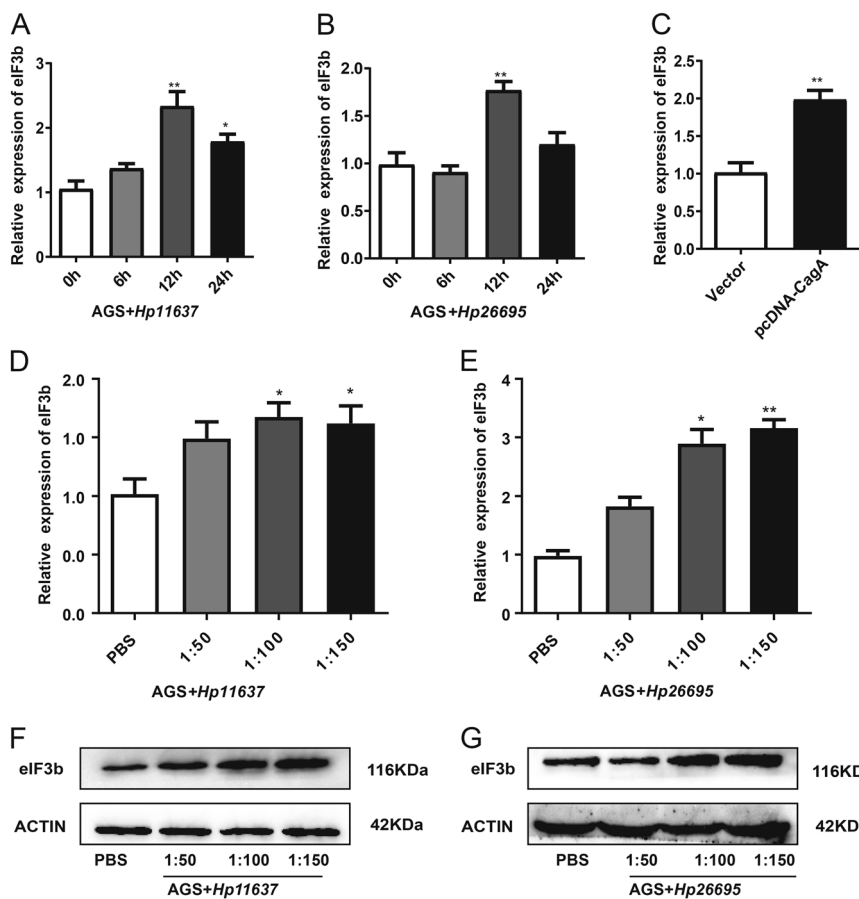 A
Relative expression of eIF3b
3
2
1
0
**
*
0h
6h
12h
24h
AGS+Hp11637
B
Relative expression of eIF3b
2.0
1.5
1.0
0.5
0.0
**
0h
6h
12h
24h
AGS+Hp26695
C
Relative expression of eIF3b
2.5
2.0
1.5
1.0
0.5
0.0
**
Vector
pcDNA-CagA
D
Relative expression of eIF3b
2.0
1.0
1.0
0.0
0.0
*
*
PBS
1:50
1:100
1:150
AGS+Hp11637
E
Relative expression of eIF3b
4
3
2
1
0
*
**
PBS
1:50
1:100
1:150
AGS+Hp26695
F
eIF3b
116KDa
ACTIN
42KDa
PBS 1:50 1:100 1:150
AGS+Hp11637
G
eIF3b
116KD
ACTIN
42KD
PBS 1:50 1:100 1:150
AGS+Hp26695